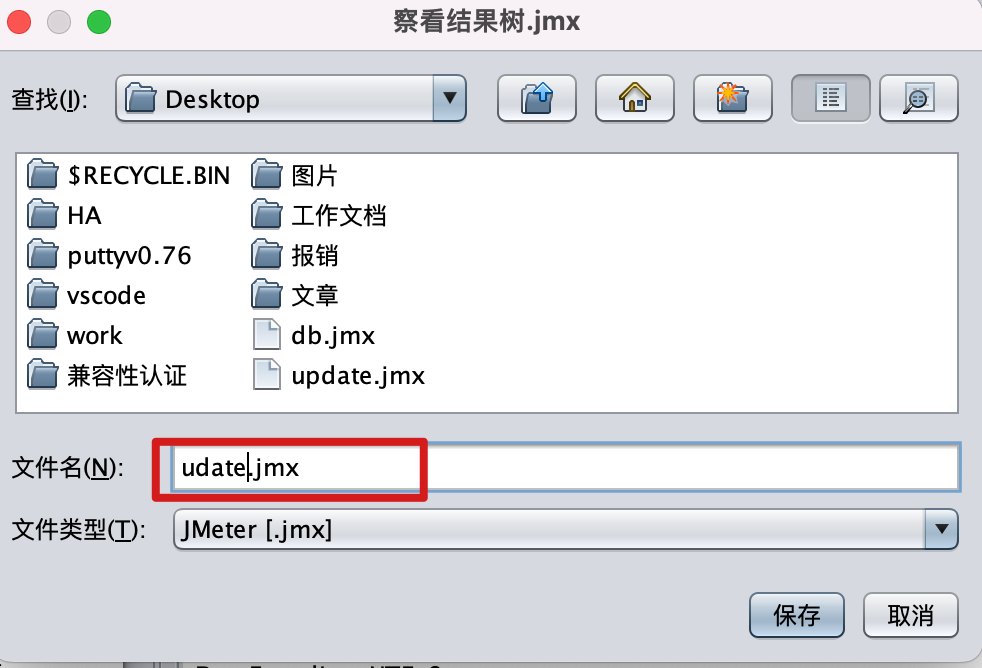 察看结果树.jmx
查找(I):
Desktop
$RECYCLE.BIN
图片
HA
工作文档
puttyv0.76
报销
vscode
文章
work
db.jmx
兼容性认证
update.jmx
文件名(N):
udate.jmx
文件类型(T):
JMeter [.jmx]
保存
取消